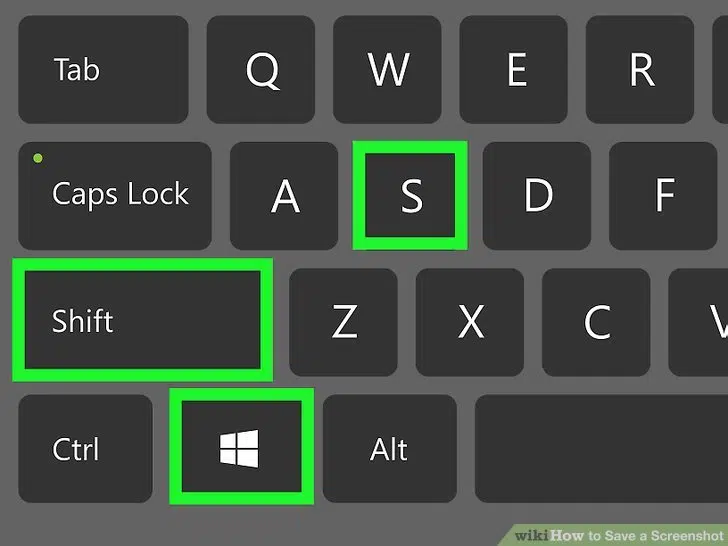 Tab Q W E R
Caps Lock A S D F
Shift Z X C
Ctrl Alt
wikiHow to Save a Screenshot